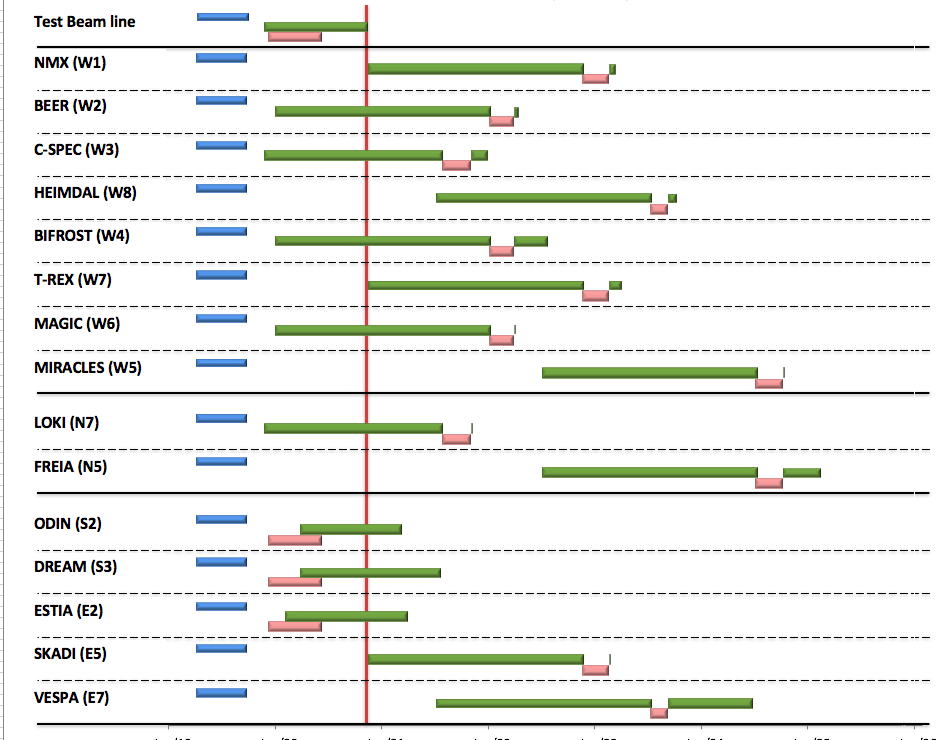 Test Beam line
NMX (W1)
BEER (W2)
C-SPEC (W3)
HEIMDAL (W8)
BIFROST (W4)
T-REX (W7)
MAGIC (W6)
MIRACLES (W5)
LOKI (N7)
FREIA (N5)
ODIN (S2)
DREAM (S3)
ESTIA (E2)
SKADI (E5)
VESPA (E7)